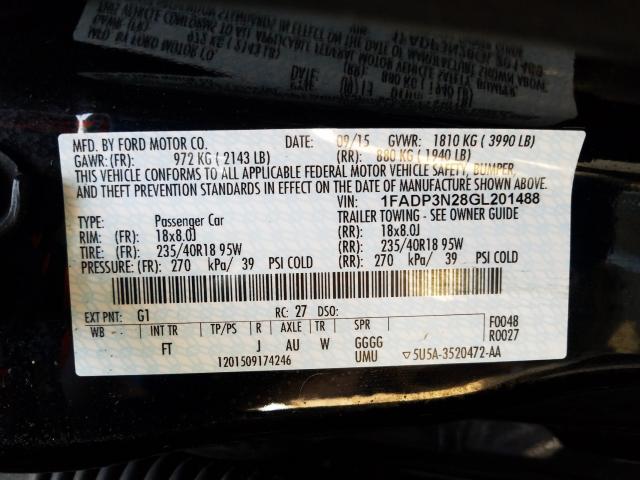 MFD. BY FORD MOTOR CO. DATE: 09/15 GVWR: 1810 KG ( 3990 LB)
GAWR: (FR) 972 KG ( 2143 LB) (RR): 880 KG ( 1940 LB)
THIS VEHICLE CONFORMS TO ALL APPLICABLE FEDERAL MOTOR VEHICLE SAFETY, BUMPER,
AND THEFT PREVENTION STANDARDS IN EFFECT ON THE DATE OF MANUFACTURE SHOWN ABOVE.
VIN: 1FADP3N28GL201488
TYPE: Passenger Car TRAILER TOWING - SEE OWNER GUIDE
RIM: (FR): 18x8.0J (RR): 18x8.0J
TIRE: (FR): 235/40R18 95W (RR): 235/40R18 95W
PRESSURE: (FR): 270 kPa/ 39 PSI COLD (RR): 270 kPa/ 39 PSI COLD
EXT PNT: G1 RC: 27 DSO:
WB -- INT TR TP/PS R AXLE TR SPR F0048
FT J AU W GGGG R0027
UMU
1201509174246 ▽5U5A-3520472-AA